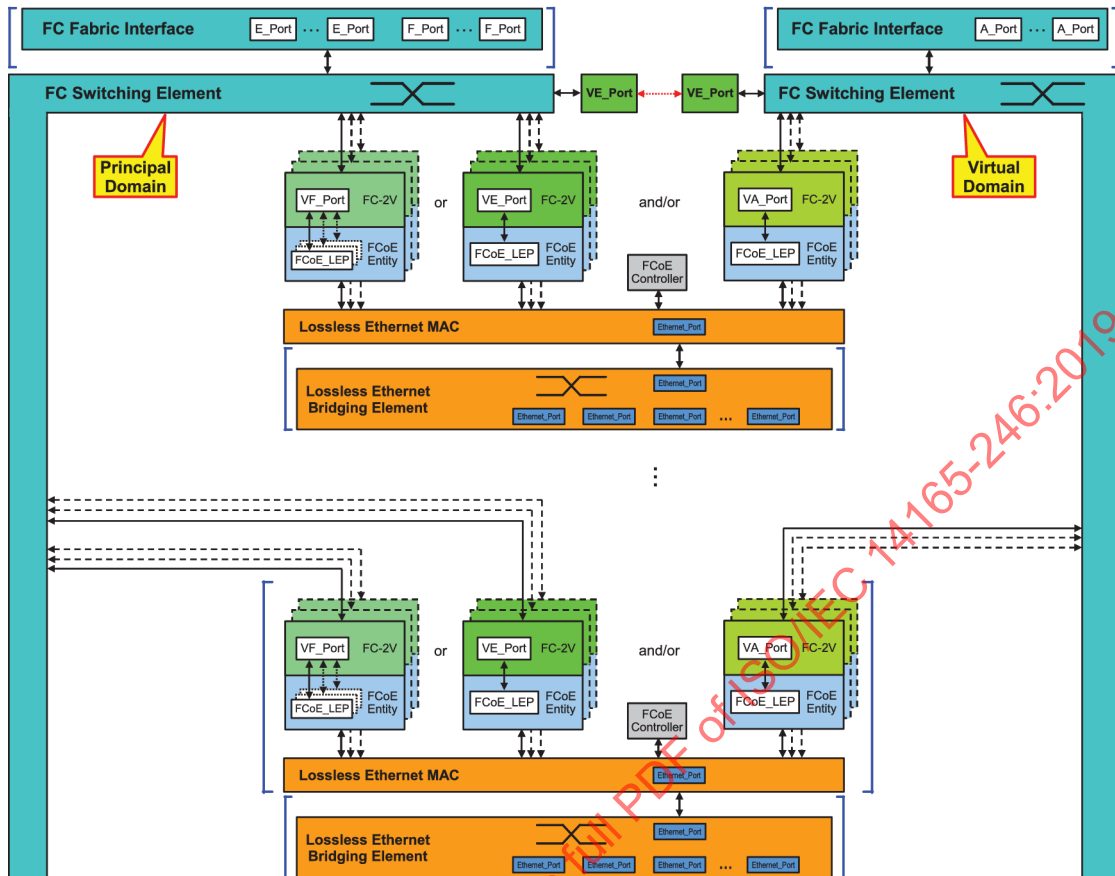 FC Fabric Interface E_Port ... E_Port F_Port ... F_Port
FC Fabric Interface A_Port ... A_Port
FC Switching Element
VE_Port
VE_Port
FC Switching Element
Principal
Domain
Virtual
Domain
VF_Port FC-2V
FCoE_LEP
FCoE
Entity
or
VE_Port FC-2V
FCoE_LEP
FCoE
Entity
and/or
VA_Port FC-2V
FCoE_LEP
FCoE
Entity
FCoE
Controller
Lossless Ethernet MAC
Ethernet_Port
Lossless Ethernet
Bridging Element
Ethernet_Port
Ethernet_Port Ethernet_Port Ethernet_Port ... Ethernet_Port
⋮
VF_Port FC-2V
FCoE_LEP
FCoE
Entity
or
VE_Port FC-2V
FCoE_LEP
FCoE
Entity
and/or
VA_Port FC-2V
FCoE_LEP
FCoE
Entity
FCoE
Controller
Lossless Ethernet MAC
Ethernet_Port
Lossless Ethernet
Bridging Element
Ethernet_Port
Ethernet_Port Ethernet_Port Ethernet_Port ... Ethernet_Port
full PDF of ISO/IEC 14165-246:2019